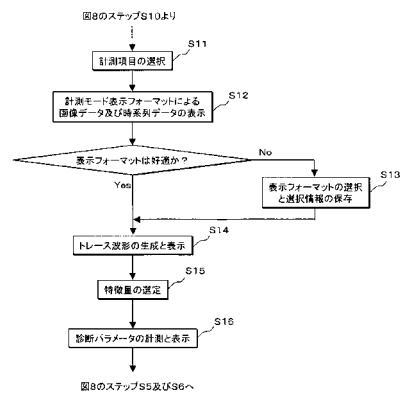 図8のステップS10より
S11
計測項目の選択
S12
計測モード表示フォーマットによる
画像データ及び時系列データの表示
表示フォーマットは好適か？
No
Yes
S13
表示フォーマットの選択
と選択情報の保存
S14
トレース波形の生成と表示
S15
特徴量の選定
S16
診断パラメータの計測と表示
図8のステップS5及びS6へ